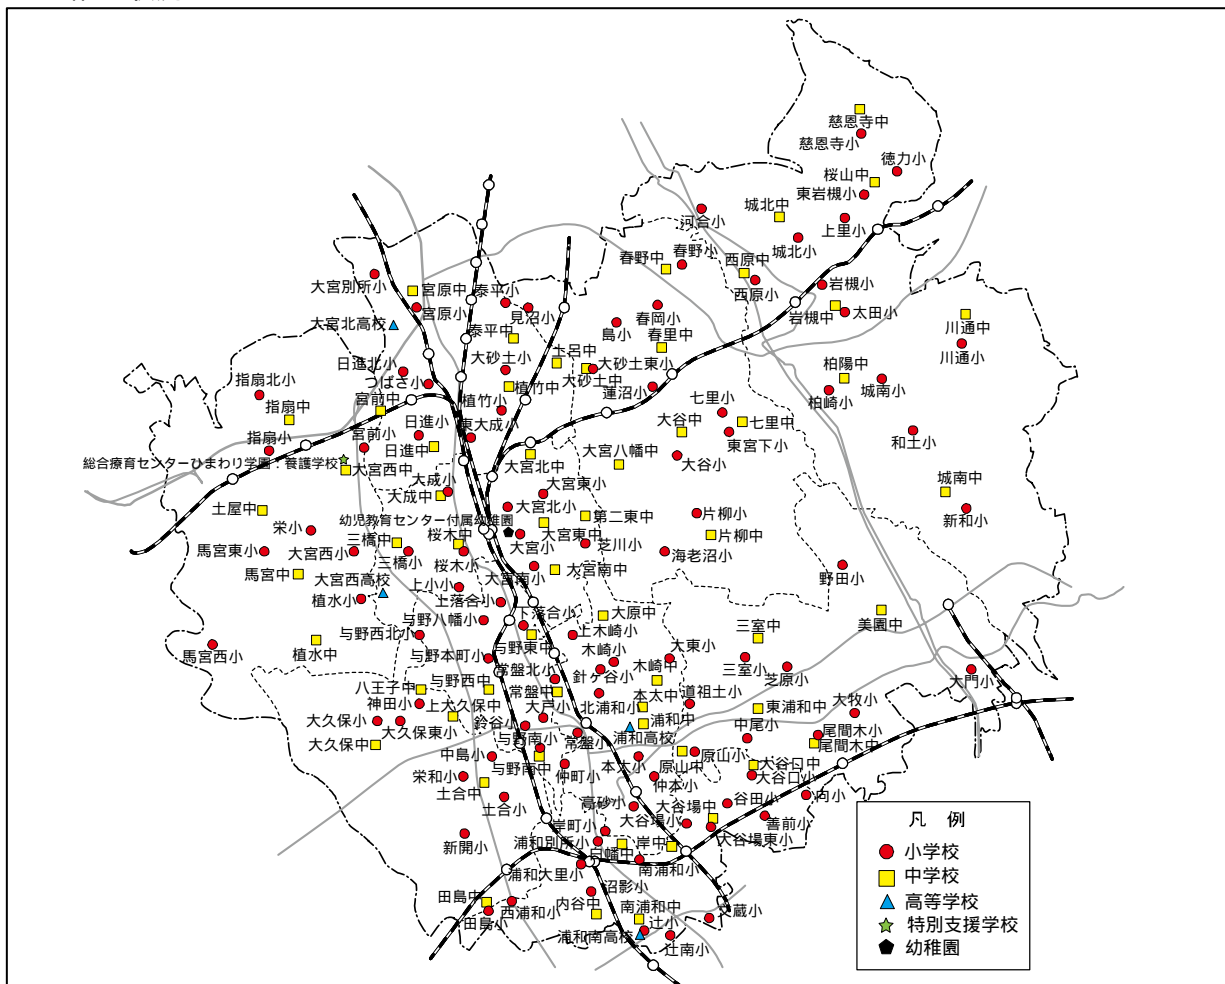 慈恩寺中
慈恩寺小
徳力小
桜山中
東岩槻小
城北中
河合小
上里小
城北小
春野中
春野小
西原中
西原小
岩槻小
大宮別所小
宮原中
泰平小
宮原小
見沼小
春岡小
岩槻中
太田小
川通中
大宮北高校
島小
泰平中
春里中
川通小
土呂中
日進北小
大砂土小
大砂土東小
柏陽中
指扇北小
つばさ小
大砂土中
蓮沼小
城南小
植竹中
柏崎小
指扇中
宮前中
植竹小
七里小
大谷中
七里中
日進小
東大成小
和土小
指扇小
宮前小
日進中
東宮下小
総合療育センターひまわり学園:養護学校
大宮西中
大宮北中
大宮八幡中
大谷小
大成小
大宮東小
城南中
大成中
土屋中
大宮北小
新和小
幼児教育センター付属幼稚園
第二東中
片柳小
栄小
三橋中
桜木中
大宮東中
片柳中
馬宮東小
大宮西小
三橋小
桜木小
大宮小
芝川小
海老沼小
馬宮中
大宮西高校
大宮南小
大宮南中
野田小
上小小
植水小
上落合小
下落合小
大原中
美園中
与野八幡小
与野西北小
与野東中
上木崎小
三室中
植水中
馬宮西小
与野本町小
木崎小
大東小
常盤北小
針ヶ谷小
木崎中
三室小
芝原小
大門小
八王子中
与野西中
常盤中
本太中
道祖土小
神田小
上大久保中
大戸小
北浦和小
東浦和中
大牧小
大久保小
大久保東小
鈴谷小
浦和中
中尾小
尾間木小
大久保中
与野南小
常盤小
浦和高校
尾間木中
中島小
与野南中
本太小
原山中
原山小
大谷口中
栄和小
仲町小
仲本小
大谷口小
土合中
土合小
高砂小
大谷場中
谷田小
向小
岸町小
大谷場小
善前小
新開小
浦和別所小
岸中
大谷場東小
白幡中
浦和大里小
南浦和小
沼影小
田島中
西浦和小
内谷中
南浦和中
文蔵小
田島小
辻小
浦和南高校
辻南小
凡 例
小学校
中学校
高等学校
特別支援学校
幼稚園